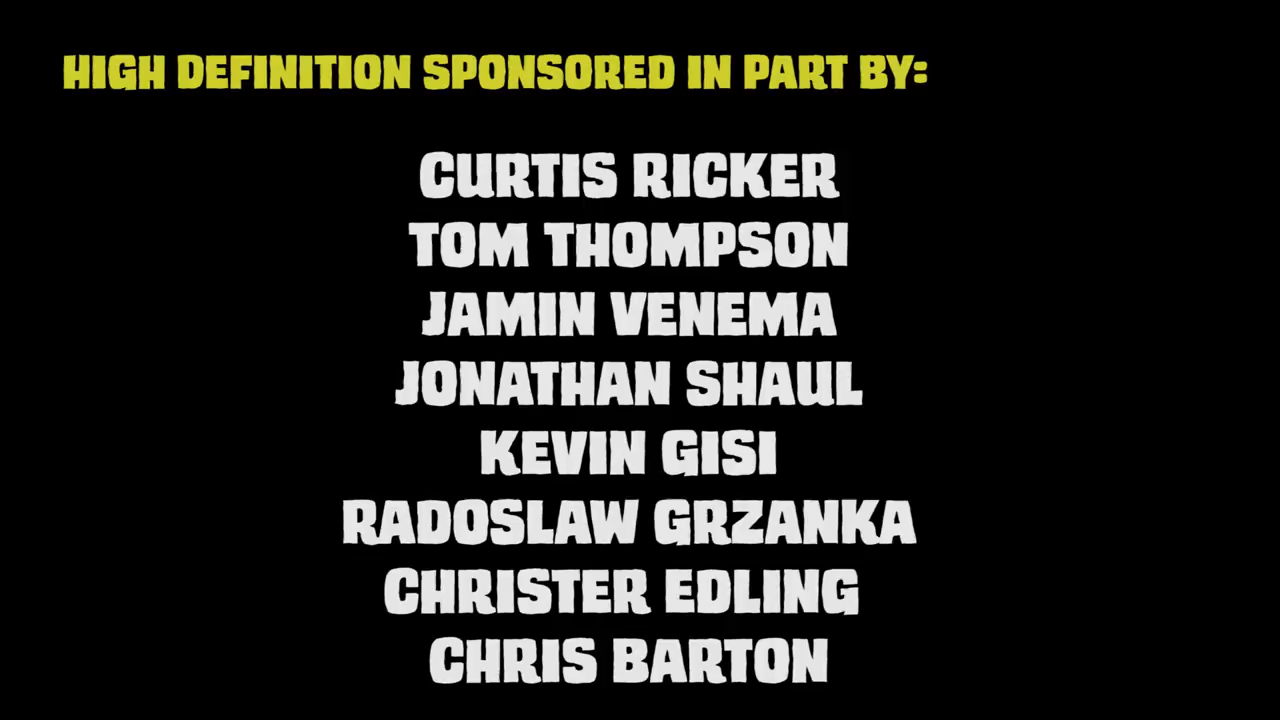 HIGH DEFINITION SPONSORED IN PART BY:
CURTIS RICKER
TOM THOMPSON
JAMIN VENEMA
JONATHAN SHAUL
KEVIN GISI
RADOSLAW GRZANKA
CHRISTER EDLING
CHRIS BARTON